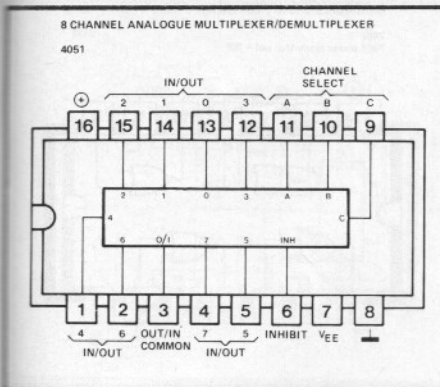 8 CHANNEL ANALOGUE MULTIPLEXER/DEMULTIPLEXER
4051
IN/OUT
CHANNEL
SELECT
+ 2 1 0 3 A B C
16 15 14 13 12 11 10 9
2 1 0 3 A B
4 C
6 O/I 7 5 INH
1 2 3 4 5 6 7 8
4 6 OUT/IN 7 5 INHIBIT VEE
IN/OUT COMMON IN/OUT